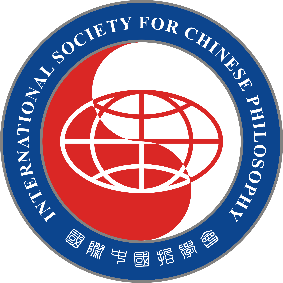 INTERNATIONAL SOCIETY FOR CHINESE PHILOSOPHY
國際中國哲學會